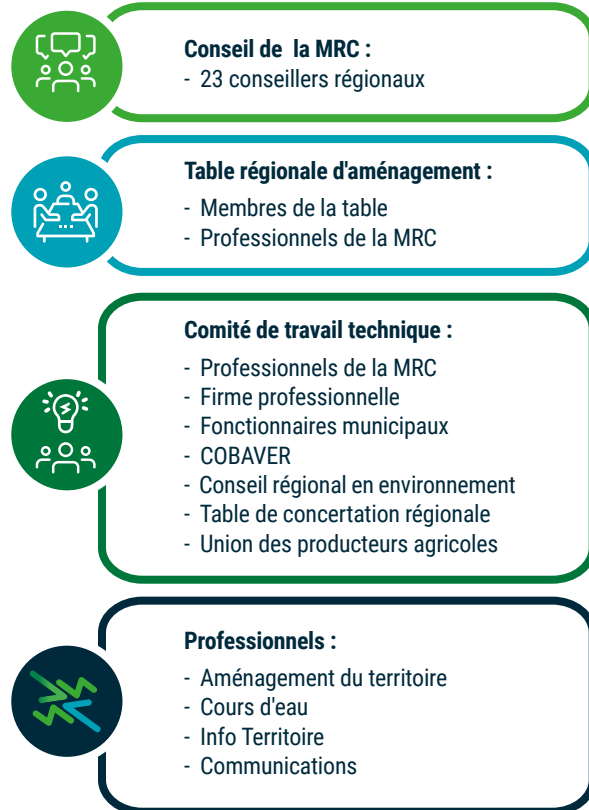 Conseil de la MRC :
- 23 conseillers régionaux
Table régionale d'aménagement :
- Membres de la table
- Professionnels de la MRC
Comité de travail technique :
- Professionnels de la MRC
- Firme professionnelle
- Fonctionnaires municipaux
- COBAVER
- Conseil régional en environnement
- Table de concertation régionale
- Union des producteurs agricoles
Professionnels :
- Aménagement du territoire
- Cours d'eau
- Info Territoire
- Communications